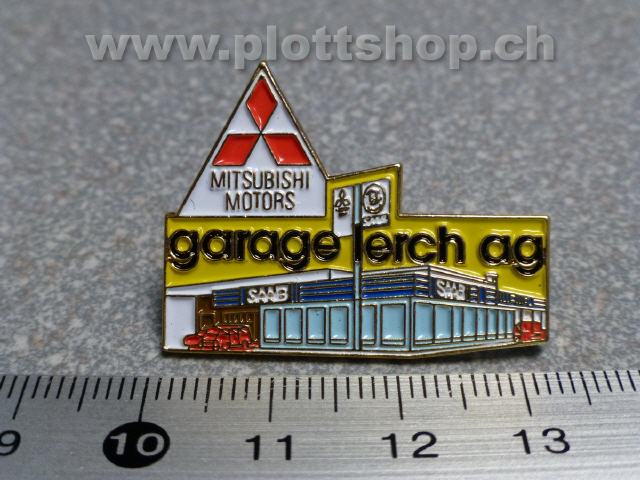 www.plottshop.ch
MITSUBISHI
MOTORS
garage lerch ag
SAAB SAAB
9 10 11 12 13